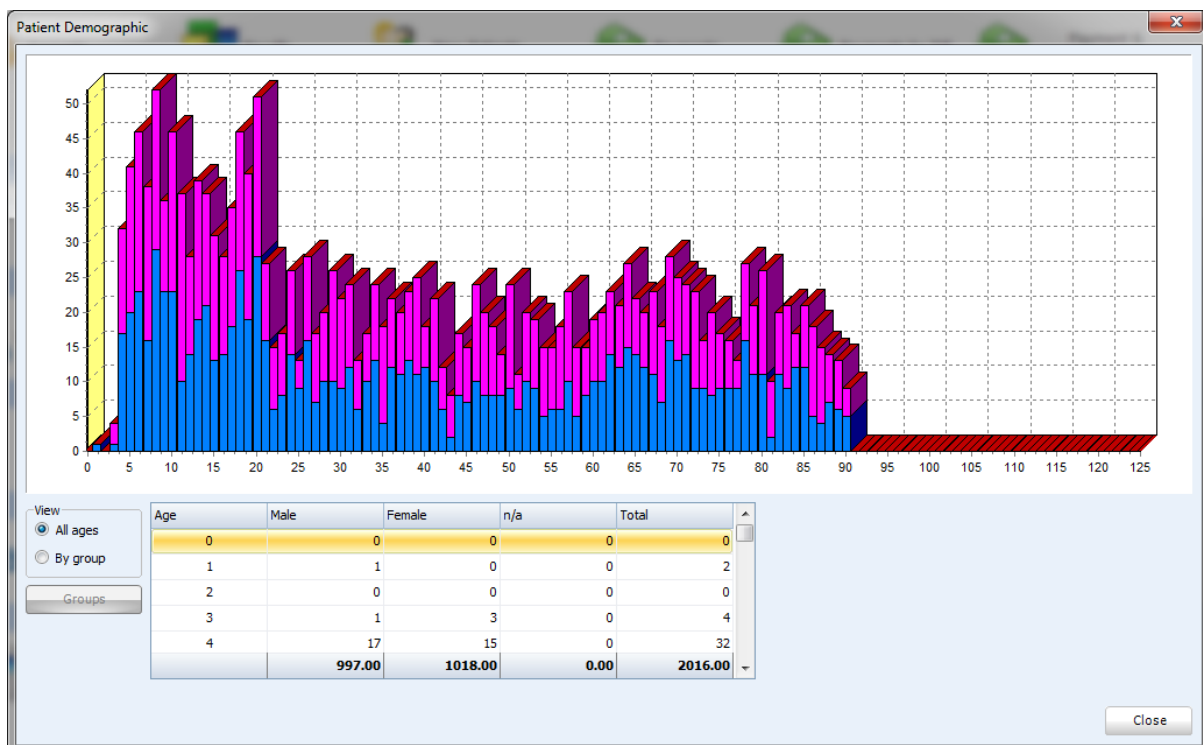 Patient Demographic
50
45
40
35
30
25
20
15
10
5
0
0 5 10 15 20 25 30 35 40 45 50 55 60 65 70 75 80 85 90 95 100 105 110 115 120 125
View
All ages
By group
Groups
Age Male Female n/a Total
0 0 0 0 0
1 1 0 0 2
2 0 0 0 0
3 1 3 0 4
4 17 15 0 32
997.00 1018.00 0.00 2016.00
Close